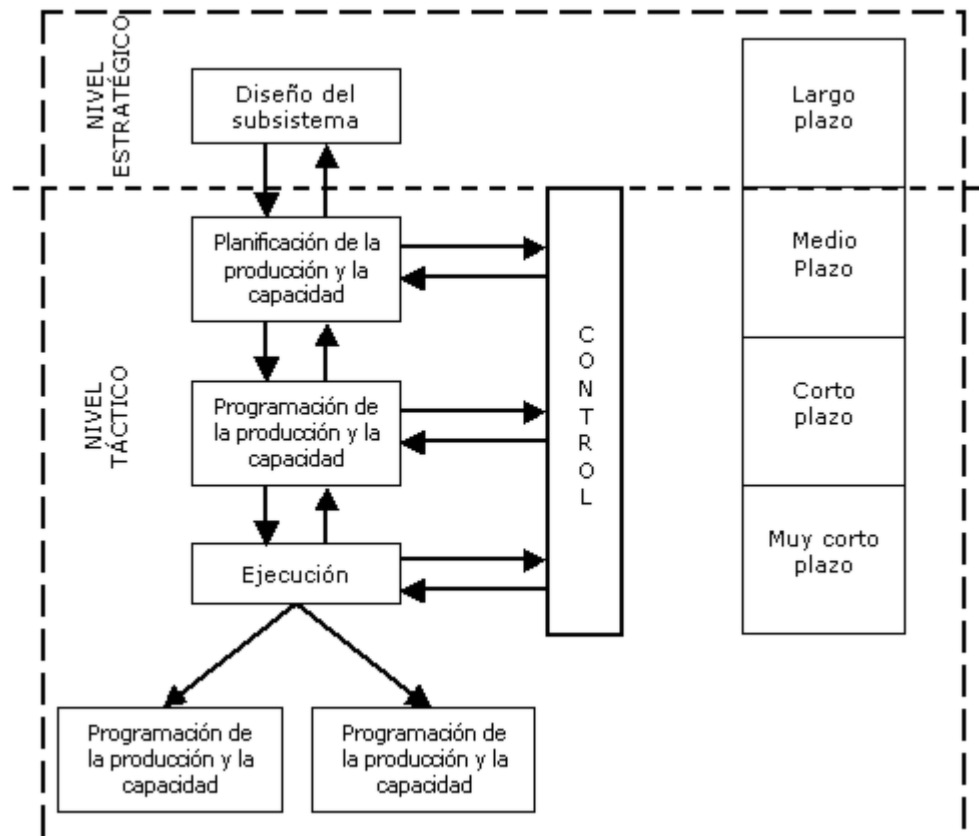 NIVEL
ESTRATÉGICO
Diseño del
subsistema
Largo
plazo
NIVEL
TÁCTICO
Planificación de la
producción y la
capacidad
Medio
Plazo
CONTROL
Programación de
la producción y la
capacidad
Corto
plazo
Ejecución
Muy corto
plazo
Programación de
la producción y la
capacidad
Programación de
la producción y la
capacidad